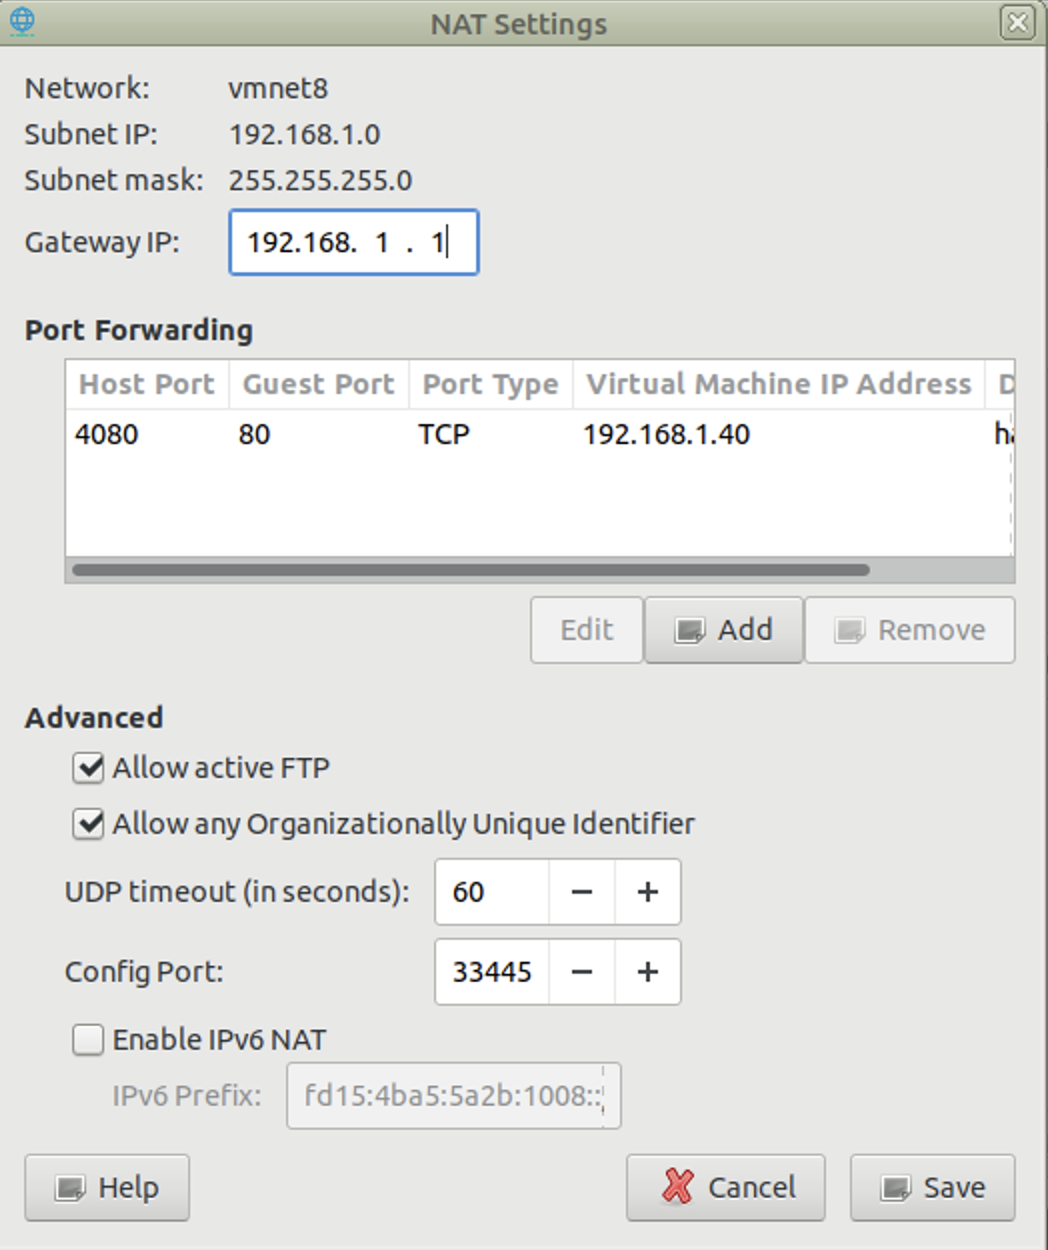 NAT Settings
Network: vmnet8
Subnet IP: 192.168.1.0
Subnet mask: 255.255.255.0
Gateway IP: 192.168. 1 . 1
Port Forwarding
Host Port Guest Port Port Type Virtual Machine IP Address D
4080 80 TCP 192.168.1.40
Edit Add Remove
Advanced
Allow active FTP
Allow any Organizationally Unique Identifier
UDP timeout (in seconds): 60 − +
Config Port: 33445 − +
Enable IPv6 NAT
IPv6 Prefix: fd15:4ba5:5a2b:1008::
Help Cancel Save